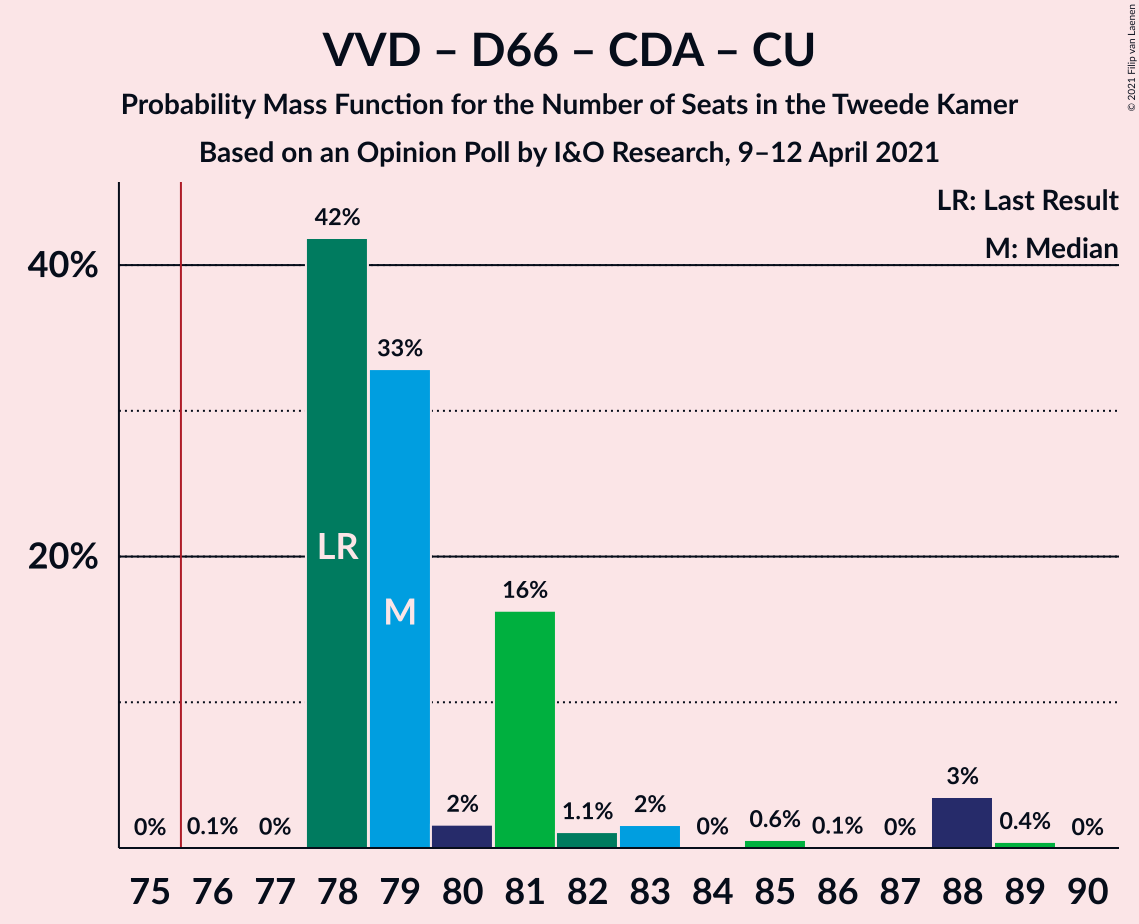 VVD – D66 – CDA – CU
Probability Mass Function for the Number of Seats in the Tweede Kamer
Based on an Opinion Poll by I&O Research, 9–12 April 2021
© 2021 Filip van Laenen
LR: Last Result
M: Median
40%
20%
0%
0.1%
0%
42%
33%
2%
16%
1.1%
2%
0%
0.6%
0.1%
0%
3%
0.4%
0%
LR
M
75 76 77 78 79 80 81 82 83 84 85 86 87 88 89 90